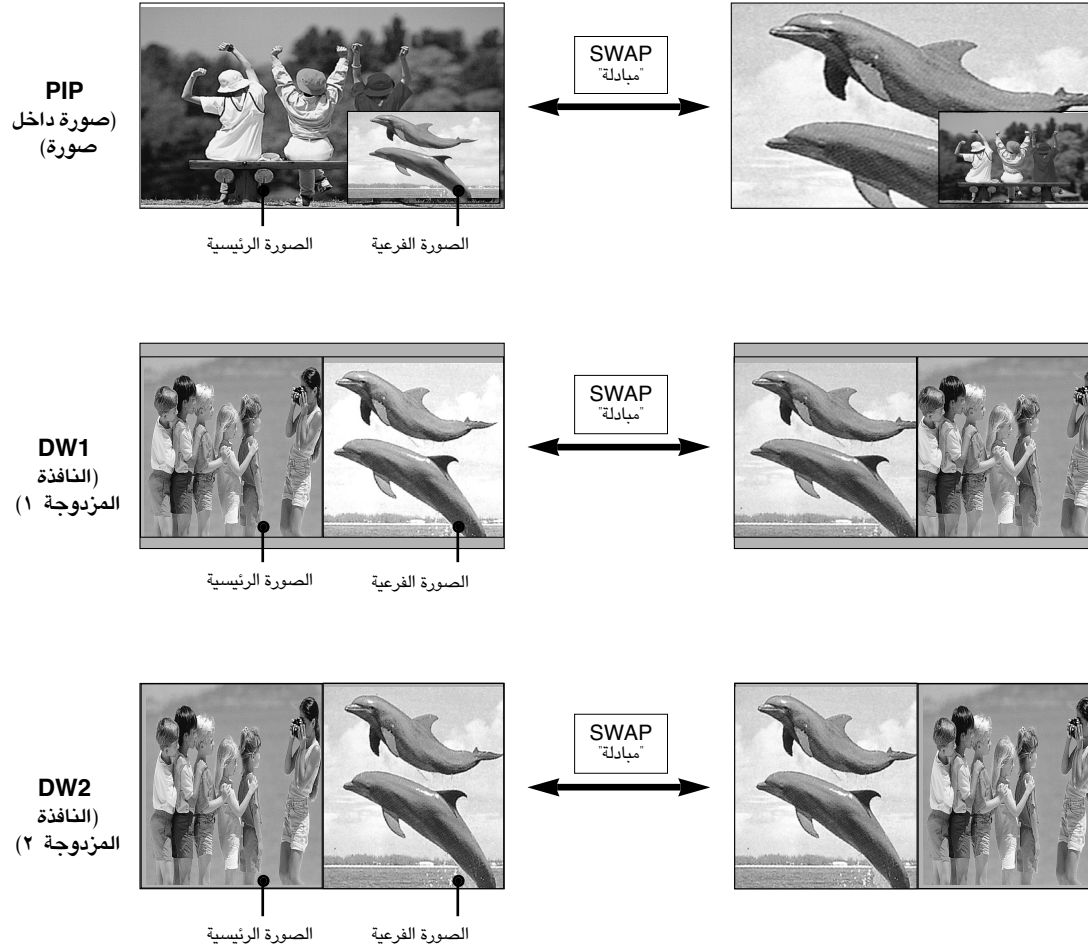 PIP
(صورة داخل
صورة)
SWAP
"مبادلة"
الصورة الرئيسية
الصورة الفرعية
DW1
(النافذة
المزدوجة ١)
SWAP
"مبادلة"
الصورة الرئيسية
الصورة الفرعية
DW2
(النافذة
المزدوجة ٢)
SWAP
"مبادلة"
الصورة الرئيسية
الصورة الفرعية